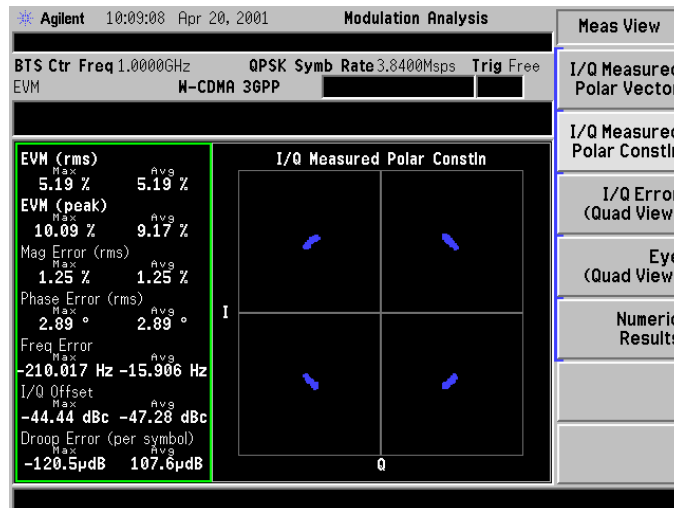 Agilent 10:09:08 Apr 20, 2001 Modulation Analysis
Meas View
BTS Ctr Freq 1.0000GHz QPSK Symb Rate 3.8400Msps Trig Free
EVM W-CDMA 3GPP
I/Q Measured
Polar Vector
I/Q Measured
Polar Constln
I/Q Error
(Quad View
Eye
(Quad View
Numeric
Results
EVM (rms)
Max Avg
5.19 % 5.19 %
EVM (peak)
Max Avg
10.09 % 9.17 %
Mag Error (rms)
Max Avg
1.25 % 1.25 %
Phase Error (rms)
Max Avg
2.89 ° 2.89 °
Freq Error
Max Avg
-210.017 Hz -15.906 Hz
I/Q Offset
Max Avg
-44.44 dBc -47.28 dBc
Droop Error (per symbol)
Max Avg
-120.5µdB 107.6µdB
I/Q Measured Polar Constln
I
Q